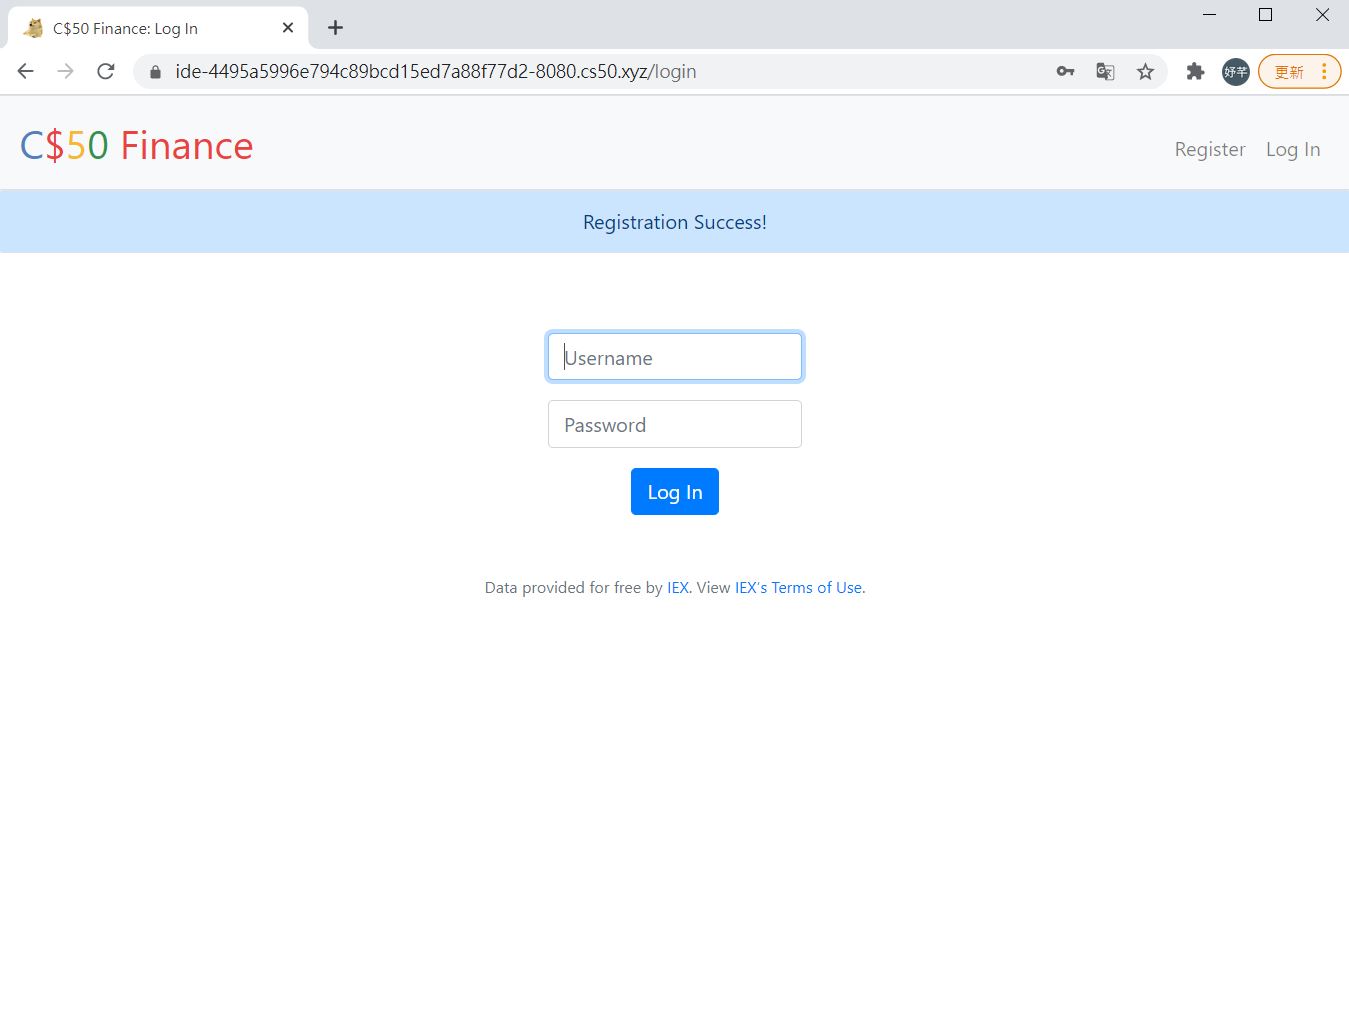 C$50 Finance: Log In
ide-4495a5996e794c89bcd15ed7a88f77d2-8080.cs50.xyz/login
妤芊
更新
C$50 Finance
Register
Log In
Registration Success!
Username
Password
Log In
Data provided for free by IEX. View IEX's Terms of Use.